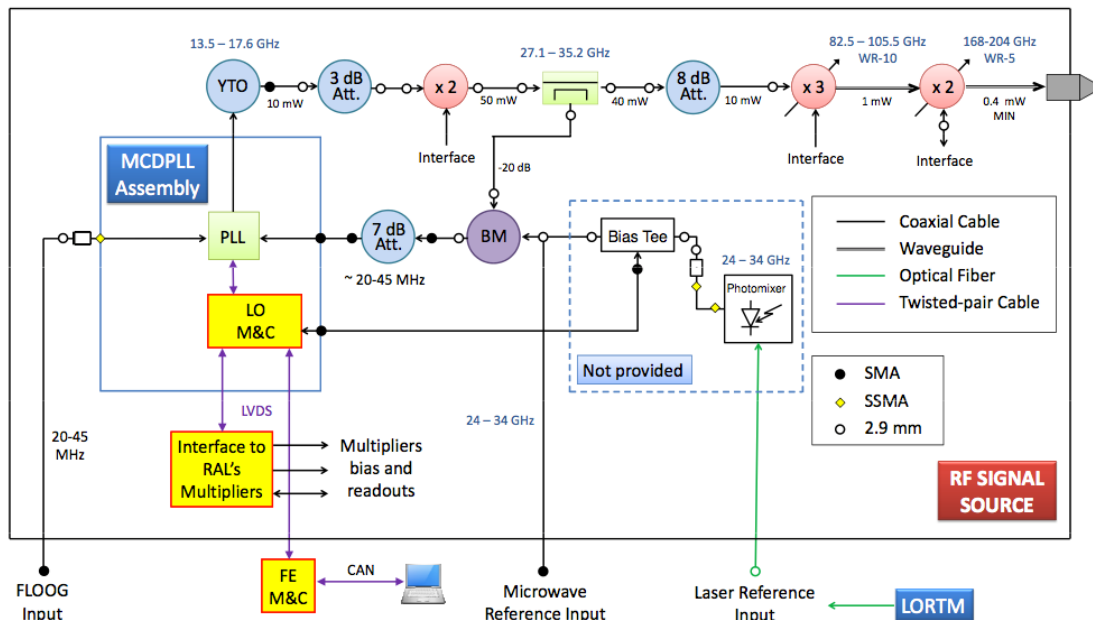 13.5 – 17.6 GHz
27.1 – 35.2 GHz
82.5 – 105.5 GHz
WR-10
168-204 GHz
WR-5
YTO
10 mW
3 dB
Att.
x 2
50 mW
40 mW
8 dB
Att.
10 mW
x 3
1 mW
x 2
0.4 mW
MIN
Interface
Interface
Interface
-20 dB
MCDPLL
Assembly
PLL
7 dB
Att.
~ 20-45 MHz
BM
Bias Tee
24 – 34 GHz
Photomixer
Not provided
LO
M&C
LVDS
20-45
MHz
Interface to
RAL's
Multipliers
Multipliers
bias and
readouts
24 – 34 GHz
Coaxial Cable
Waveguide
Optical Fiber
Twisted-pair Cable
SMA
SSMA
2.9 mm
RF SIGNAL
SOURCE
FLOOG
Input
FE
M&C
CAN
Microwave
Reference Input
Laser Reference
Input
LORTM